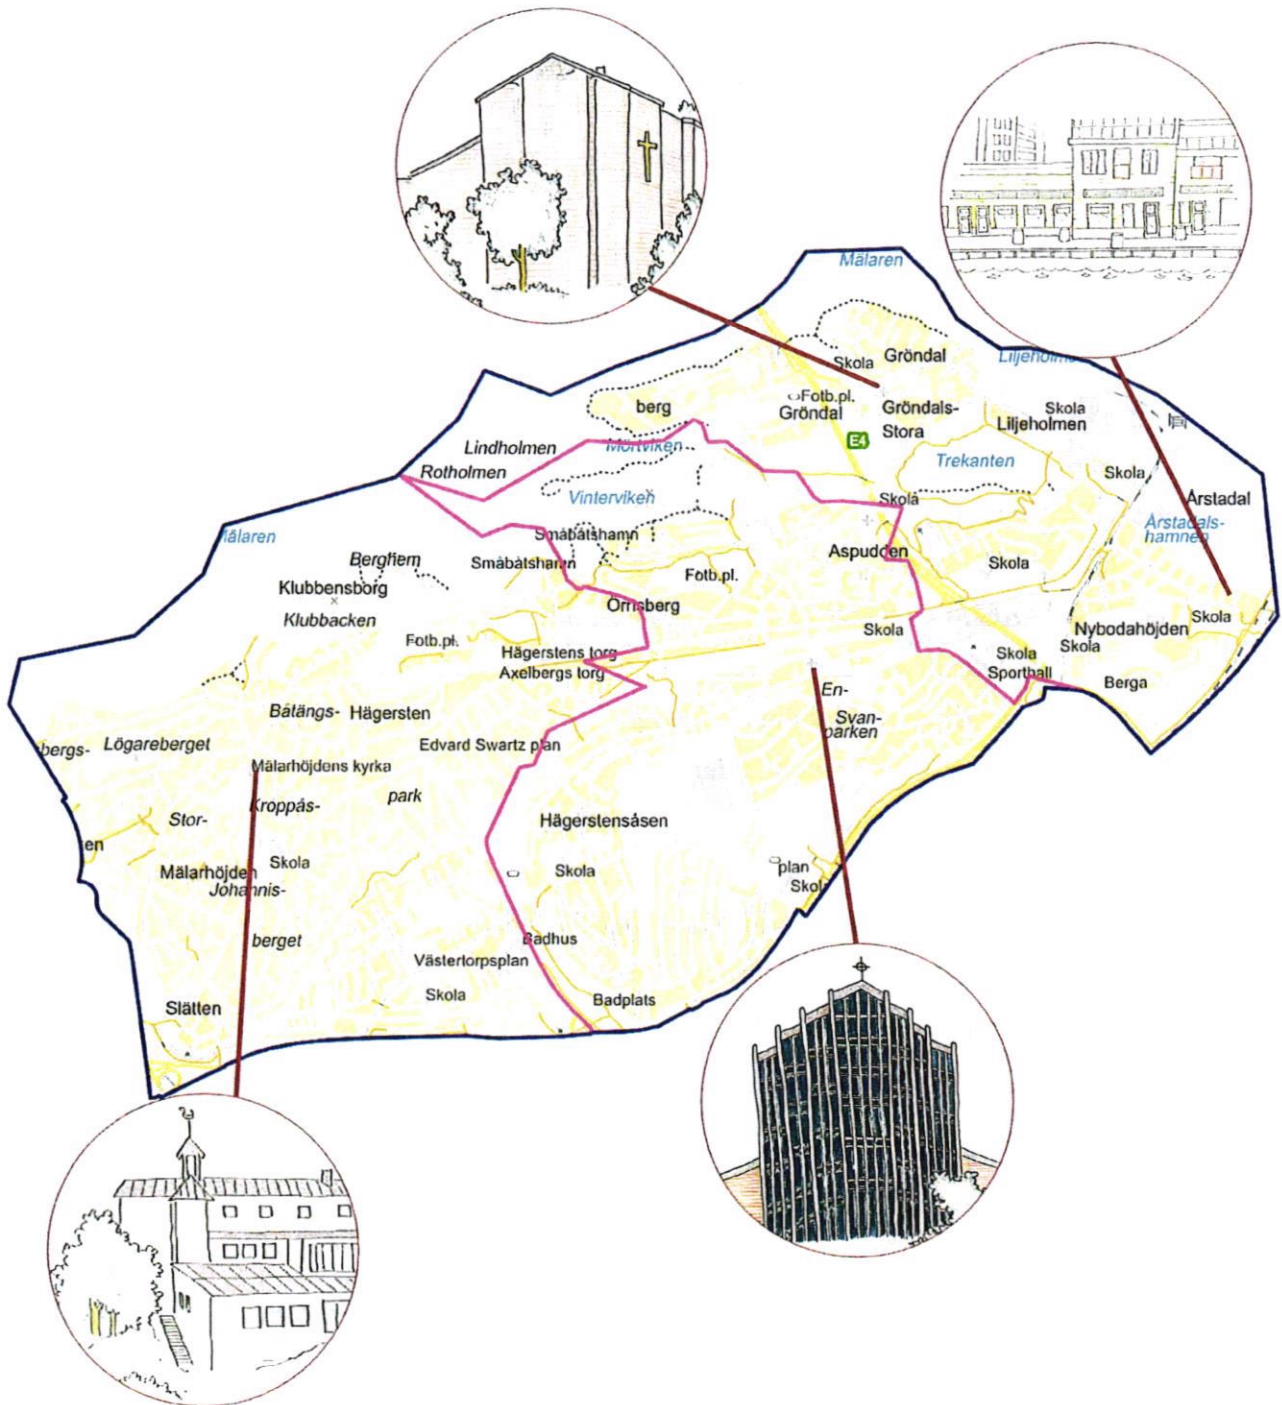 Mälaren
Gröndal
Skola
Liljeholm
berg
Fotb.pl.
Gröndal
Gröndals-
Stora
Skola
Liljeholmen
E4
Lindholmen
Mörtviken
Rotholmen
Trekanten
Skola
Vinterviken
Skola
Årstadal
Årstadals-
hamnen
Mälaren
Småbåtshamn
Aspudden
Berghem
Småbåtshamn
Skola
Klubbensborg
Fotb.pl.
Örnsberg
Klubbacken
Skola
Skola
Nybodahöjden
Fotb.pl.
Hägerstens torg
Skola
Skola
Axelbergs torg
Sporthall
Berga
En-
Båtängs-
Hägersten
Svan-
parken
bergs-
Lögareberget
Edvard Swartz plan
Mälarhöjdens kyrka
Kroppås-
park
Stor-
Hägerstensåsen
en
Mälarhöjden
Skola
Skola
plan
Johannis-
Skola
berget
Badhus
Västertorpsplan
Skola
Badplats
Slätten